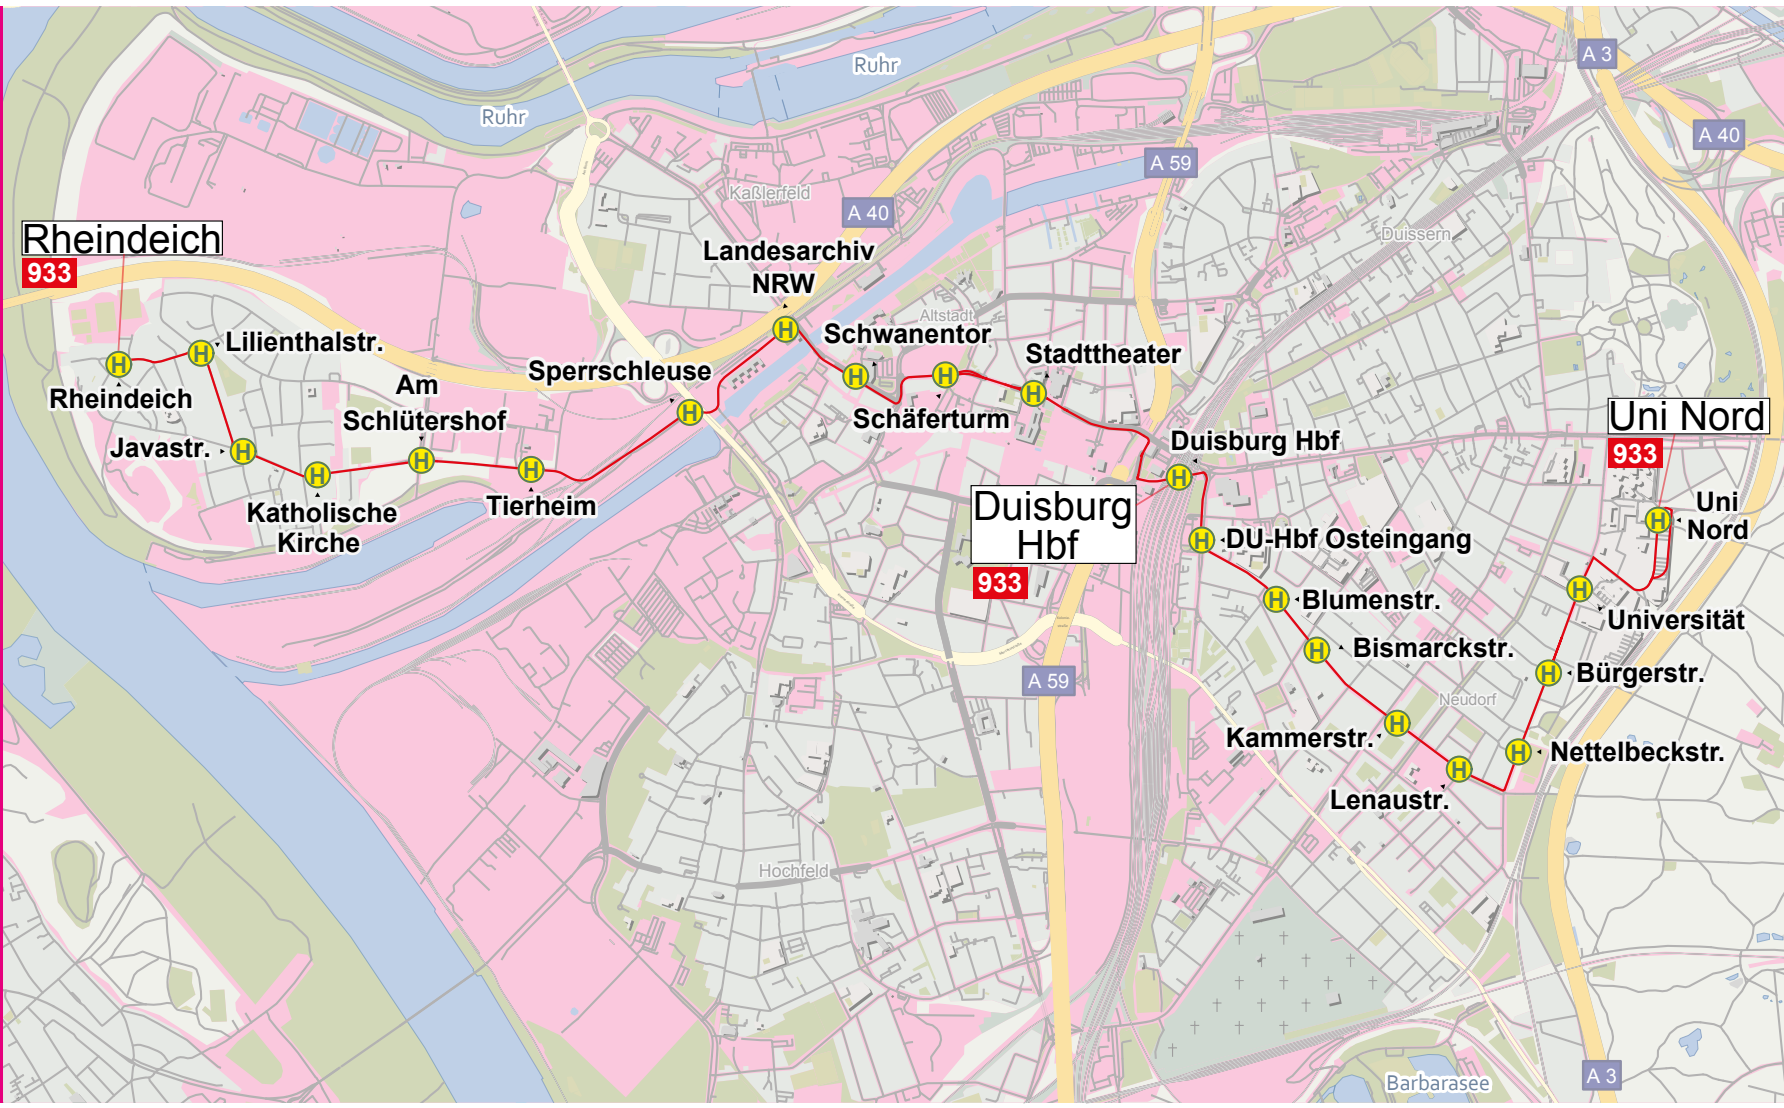 Ruhr
Ruhr
A 3
A 40
A 59
Kaßlerfeld
A 40
Duissern
Rheindeich
933
Landesarchiv
NRW
Altstadt
Schwanentor
Lilienthalstr.
Stadttheater
Sperrschleuse
Am
Schlütershof
Rheindeich
Schäferturm
Uni Nord
933
Javastr.
Duisburg Hbf
Katholische
Kirche
Tierheim
Duisburg
Hbf
933
Uni
Nord
DU-Hbf Osteingang
Blumenstr.
Universität
Bismarckstr.
A 59
Bürgerstr.
Neudorf
Kammerstr.
Nettelbeckstr.
Lenaustr.
Hochfeld
Barbarasee
A 3